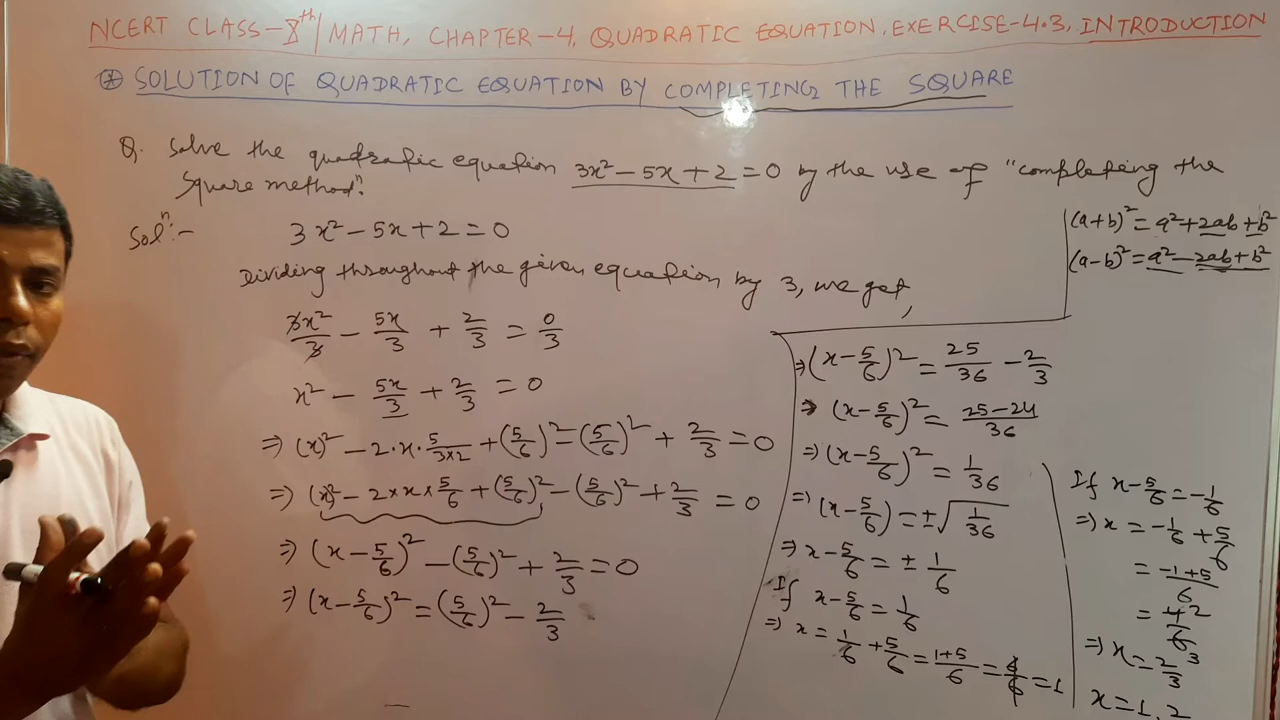 NCERT CLASS-8th/MATH, CHAPTER-4, QUADRATIC EQUATION, EXERCISE-4.3, INTRODUCTION
* SOLUTION OF QUADRATIC EQUATION BY COMPLETING THE SQUARE
Q. Solve the quadratic equation 3x²-5x+2=0 by the use of "completing the
Square method".
Solⁿ:- 3x²-5x+2=0
Dividing throughout the given equation by 3, we get,
3x²/3 - 5x/3 + 2/3 = 0/3
x² - 5x/3 + 2/3 = 0
⇒ (x)² - 2·x·5/3×2 + (5/6)² = (5/6)² + 2/3 = 0
⇒ (x)² - 2×x×5/6 + (5/6)² - (5/6)² + 2/3 = 0
⇒ (x-5/6)² - (5/6)² + 2/3 = 0
⇒ (x-5/6)² = (5/6)² - 2/3
(a+b)² = a²+2ab+b²
(a-b)² = a²-2ab+b²
⇒ (x-5/6)² = 25/36 - 2/3
⇒ (x-5/6)² = 25-24/36
⇒ (x-5/6)² = 1/36
⇒ (x-5/6) = ±√1/36
⇒ x-5/6 = ± 1/6
If x-5/6 = 1/6
⇒ x = 1/6 + 5/6 = 1+5/6 = 6/6 = 1
If x-5/6 = -1/6
⇒ x = -1/6 + 5/6
= -1+5/6
= 4 2/6 3
⇒ x = 2/3
x = 1, 2